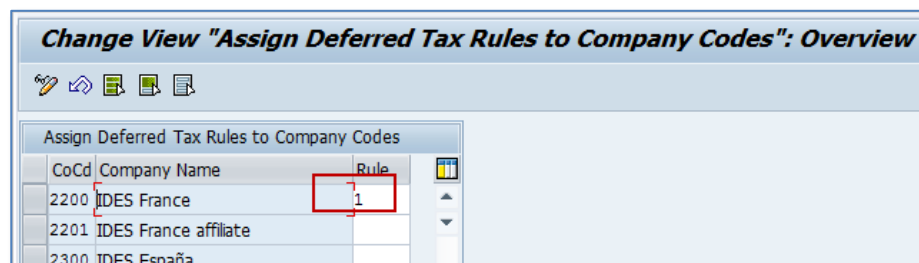 Change View "Assign Deferred Tax Rules to Company Codes": Overview
Assign Deferred Tax Rules to Company Codes
CoCd Company Name Rule
2200 IDES France 1
2201 IDES France affiliate
2300 IDES España